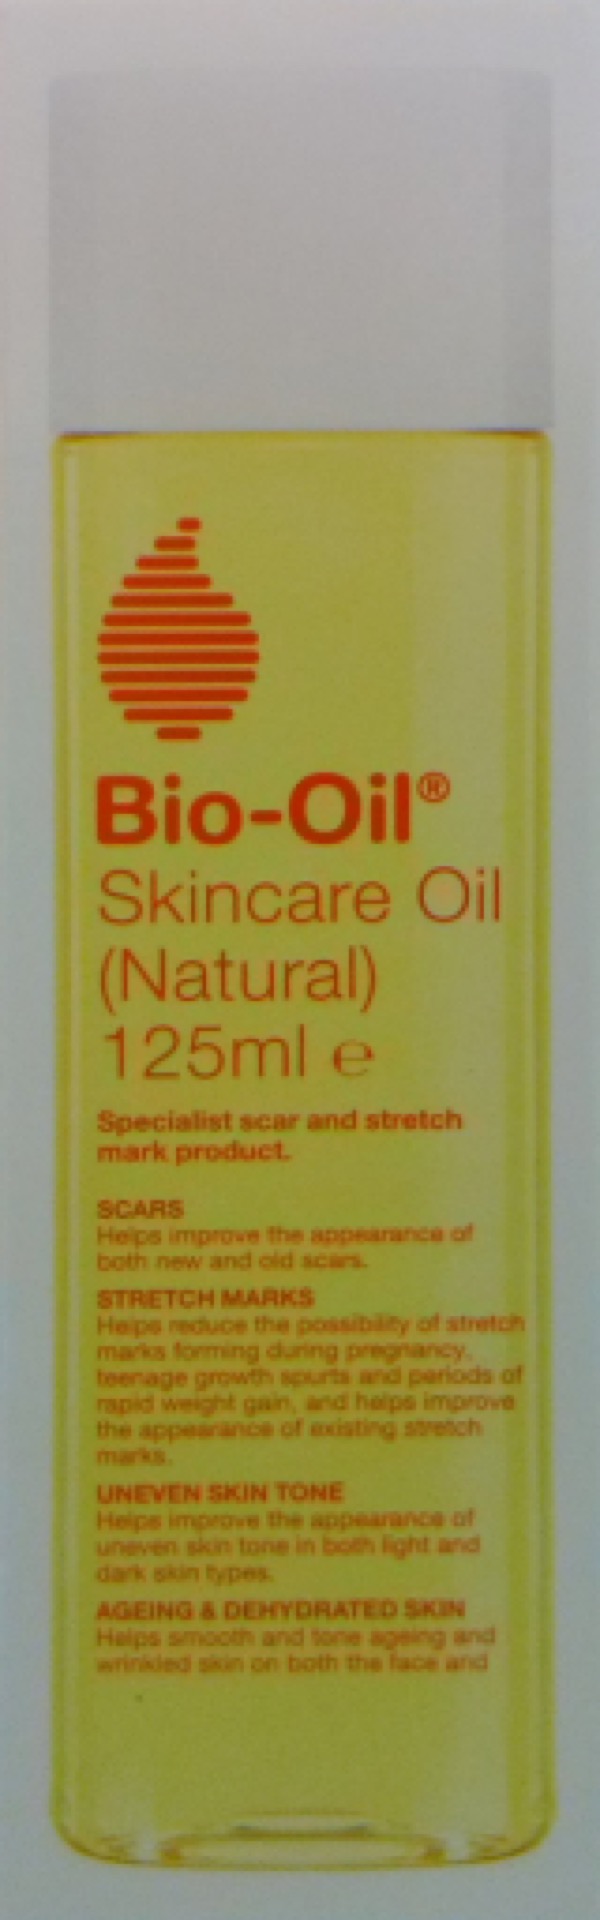 Bio-Oil®
Skincare Oil
(Natural)
125ml ℮
Specialist scar and stretch
mark product.
SCARS
Helps improve the appearance of
both new and old scars.
STRETCH MARKS
Helps reduce the possibility of stretch
marks forming during pregnancy,
teenage growth spurts and periods of
rapid weight gain, and helps improve
the appearance of existing stretch
marks.
UNEVEN SKIN TONE
Helps improve the appearance of
uneven skin tone in both light and
dark skin types.
AGEING & DEHYDRATED SKIN
Helps smooth and tone ageing and
wrinkled skin on both the face and